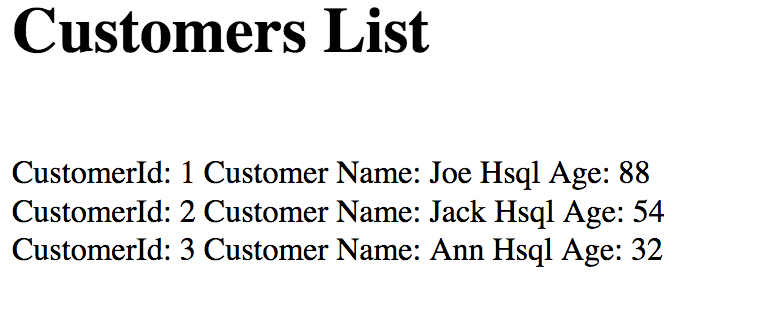 Customers List
CustomerId: 1 Customer Name: Joe Hsql Age: 88
CustomerId: 2 Customer Name: Jack Hsql Age: 54
CustomerId: 3 Customer Name: Ann Hsql Age: 32